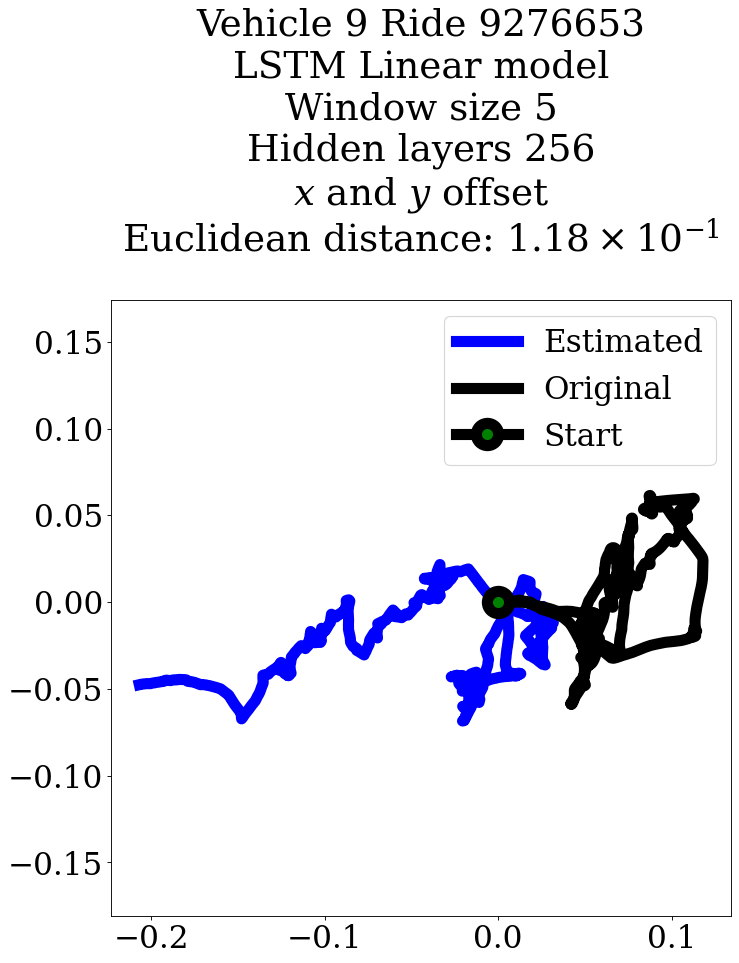 Vehicle 9 Ride 9276653
LSTM Linear model
Window size 5
Hidden layers 256
x and y offset
Euclidean distance: 1.18 × 10⁻¹
Estimated
Original
Start
0.15
0.10
0.05
0.00
−0.05
−0.10
−0.15
−0.2 −0.1 0.0 0.1